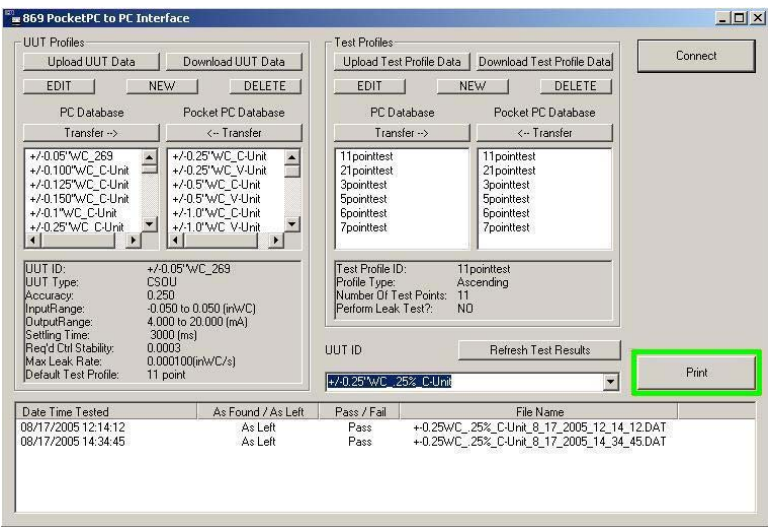 869 PocketPC to PC Interface
UUT Profiles
Upload UUT Data
Download UUT Data
EDIT
NEW
DELETE
PC Database
Pocket PC Database
Transfer -->
<-- Transfer
+/-0.05"WC_269
+/-0.100"WC_C-Unit
+/-0.125"WC_C-Unit
+/-0.150"WC_C-Unit
+/-0.1"WC_C-Unit
+/-0.25"WC_C-Unit
+/-0.25"WC_C-Unit
+/-0.25"WC_V-Unit
+/-0.5"WC_C-Unit
+/-0.5"WC_V-Unit
+/-1.0"WC_C-Unit
+/-1.0"WC_V-Unit
UUT ID: +/-0.05"WC_269
UUT Type: CSOU
Accuracy: 0.250
InputRange: -0.050 to 0.050 (inWC)
OutputRange: 4.000 to 20.000 (mA)
Settling Time: 3000 (ms)
Req'd Ctrl Stability: 0.0003
Max Leak Rate: 0.000100(inWC/s)
Default Test Profile: 11 point
Test Profiles
Upload Test Profile Data
Download Test Profile Data
EDIT
NEW
DELETE
PC Database
Pocket PC Database
Transfer -->
<-- Transfer
11pointtest
21pointtest
3pointtest
5pointtest
6pointtest
7pointtest
11pointtest
21pointtest
3pointtest
5pointtest
6pointtest
7pointtest
Test Profile ID: 11pointtest
Profile Type: Ascending
Number Of Test Points: 11
Perform Leak Test?: NO
Connect
UUT ID
Refresh Test Results
+/-0.25"WC_.25%_C-Unit
Print
Date Time Tested As Found / As Left Pass / Fail File Name
08/17/2005 12:14:12 As Left Pass +-0.25WC_.25%_C-Unit_8_17_2005_12_14_12.DAT
08/17/2005 14:34:45 As Left Pass +-0.25WC_.25%_C-Unit_8_17_2005_14_34_45.DAT